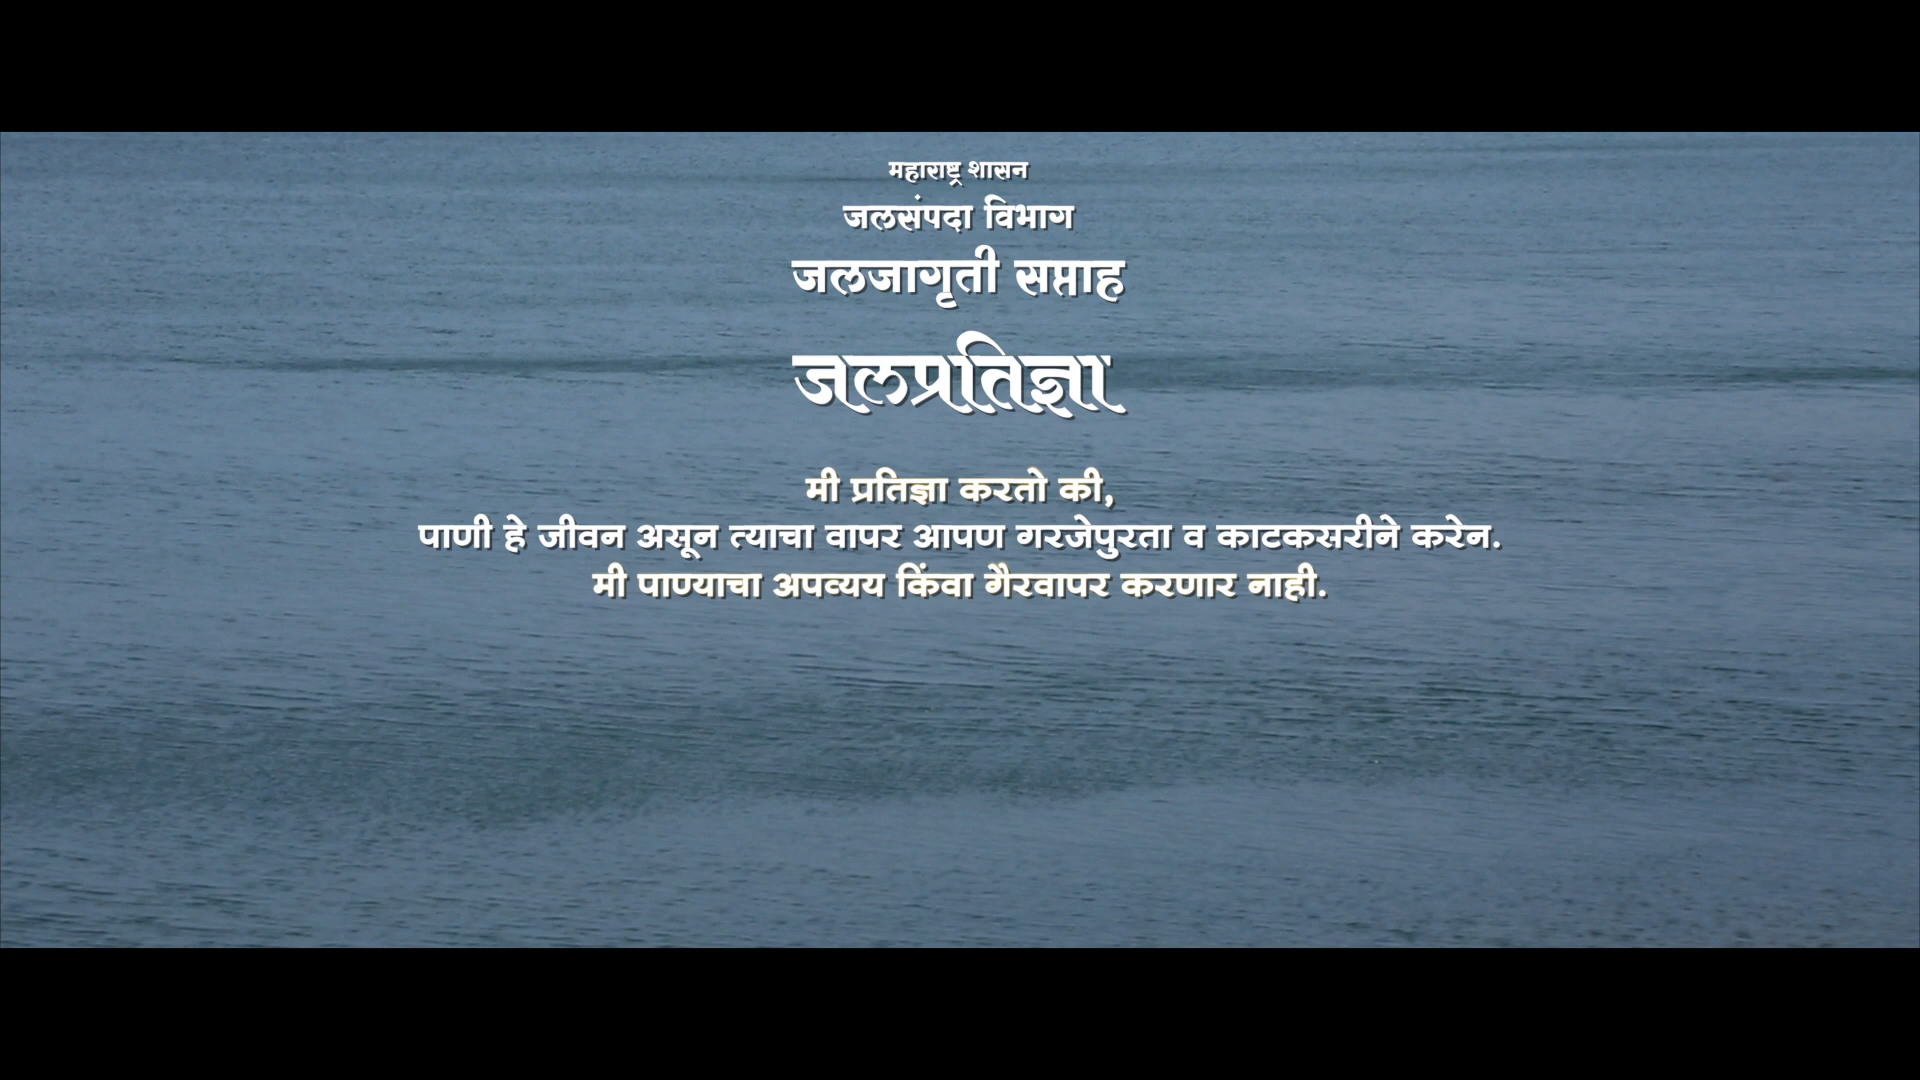 महाराष्ट्र शासन
जलसंपदा विभाग
जलजागृती सप्ताह
जलप्रतिज्ञा
मी प्रतिज्ञा करतो की,
पाणी हे जीवन असून त्याचा वापर आपण गरजेपुरता व काटकसरीने करेन.
मी पाण्याचा अपव्यय किंवा गैरवापर करणार नाही.